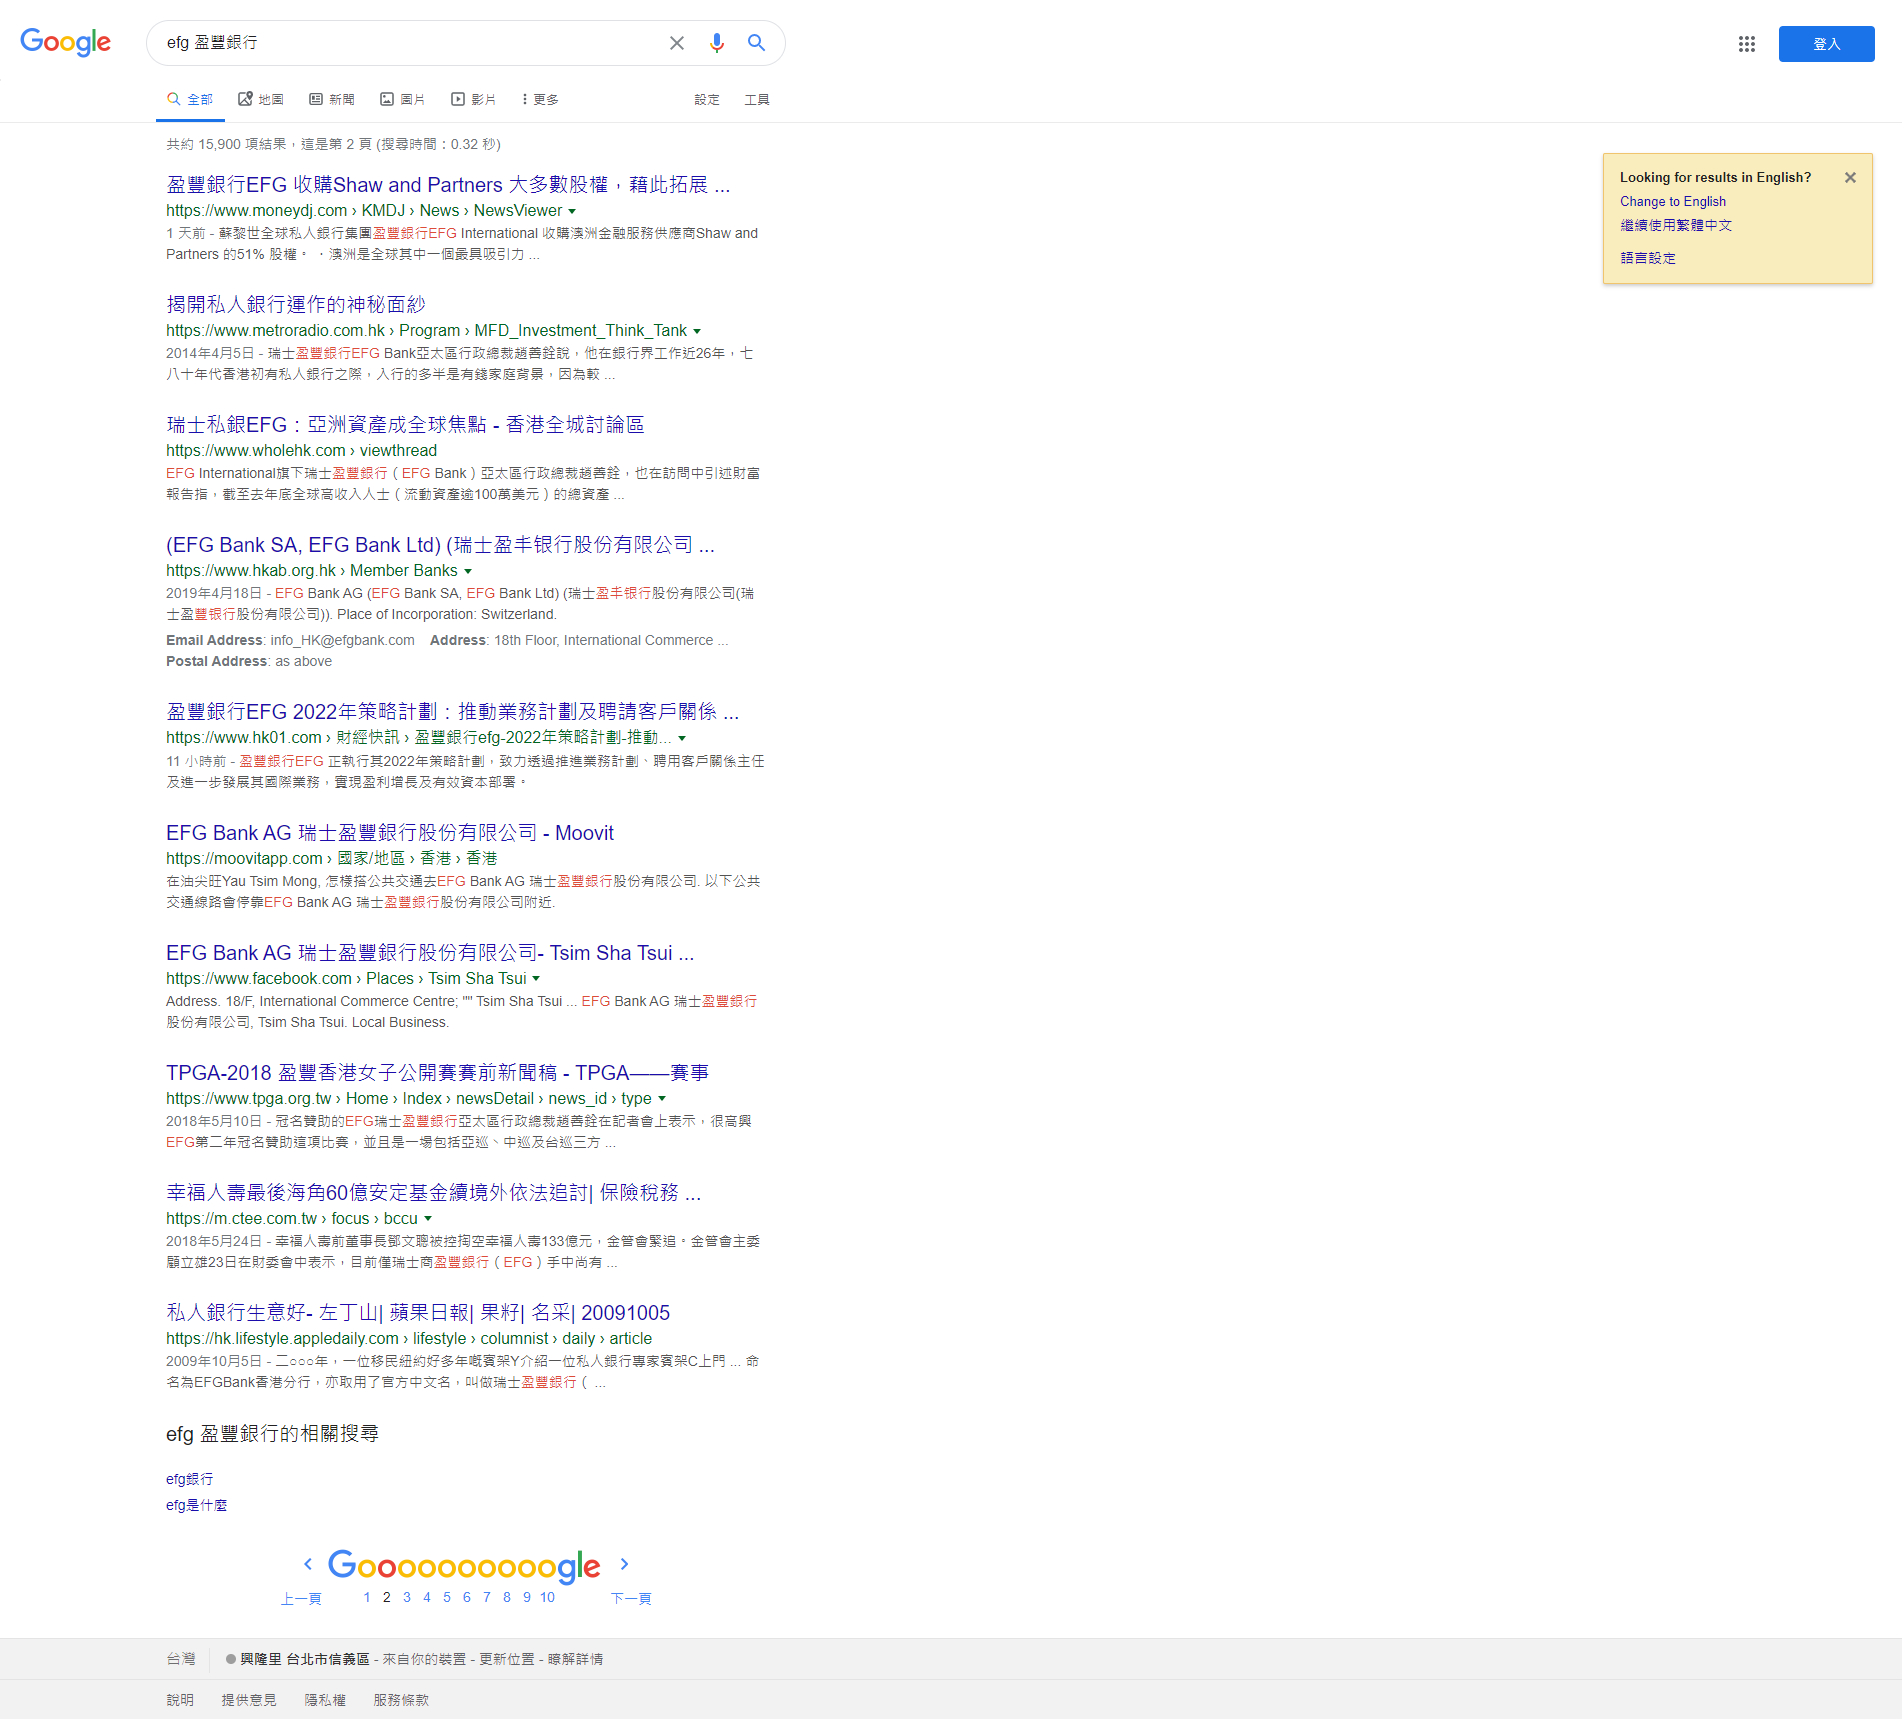 Google
efg 盈豐銀行
登入
全部 地圖 新聞 圖片 影片 更多 設定 工具
共約 15,900 項結果，這是第 2 頁 (搜尋時間：0.32 秒)
Looking for results in English?
Change to English
繼續使用繁體中文
語言設定
盈豐銀行EFG 收購Shaw and Partners 大多數股權，藉此拓展 ...
https://www.moneydj.com › KMDJ › News › NewsViewer
1 天前 - 蘇黎世全球私人銀行集團盈豐銀行EFG International 收購澳洲金融服務供應商Shaw and
Partners 的51% 股權。 ．澳洲是全球其中一個最具吸引力 ...
揭開私人銀行運作的神秘面紗
https://www.metroradio.com.hk › Program › MFD_Investment_Think_Tank
2014年4月5日 - 瑞士盈豐銀行EFG Bank亞太區行政總裁趙善銓說，他在銀行界工作近26年，七
八十年代香港初有私人銀行之際，入行的多半是有錢家庭背景，因為較 ...
瑞士私銀EFG：亞洲資產成全球焦點 - 香港全城討論區
https://www.wholehk.com › viewthread
EFG International旗下瑞士盈豐銀行（EFG Bank）亞太區行政總裁趙善銓，也在訪問中引述財富
報告指，截至去年底全球高收入人士（流動資產逾100萬美元）的總資產 ...
(EFG Bank SA, EFG Bank Ltd) (瑞士盈丰银行股份有限公司 ...
https://www.hkab.org.hk › Member Banks
2019年4月18日 - EFG Bank AG (EFG Bank SA, EFG Bank Ltd) (瑞士盈丰银行股份有限公司(瑞
士盈豐银行股份有限公司)). Place of Incorporation: Switzerland.
Email Address: info_HK@efgbank.com Address: 18th Floor, International Commerce ...
Postal Address: as above
盈豐銀行EFG 2022年策略計劃：推動業務計劃及聘請客戶關係 ...
https://www.hk01.com › 財經快訊 › 盈豐銀行efg-2022年策略計劃-推動...
11 小時前 - 盈豐銀行EFG 正執行其2022年策略計劃，致力透過推進業務計劃、聘用客戶關係主任
及進一步發展其國際業務，實現盈利增長及有效資本部署。
EFG Bank AG 瑞士盈豐銀行股份有限公司 - Moovit
https://moovitapp.com › 國家/地區 › 香港 › 香港
在油尖旺Yau Tsim Mong, 怎樣搭公共交通去EFG Bank AG 瑞士盈豐銀行股份有限公司. 以下公共
交通線路會停靠EFG Bank AG 瑞士盈豐銀行股份有限公司附近.
EFG Bank AG 瑞士盈豐銀行股份有限公司- Tsim Sha Tsui ...
https://www.facebook.com › Places › Tsim Sha Tsui
Address. 18/F, International Commerce Centre; "" Tsim Sha Tsui ... EFG Bank AG 瑞士盈豐銀行
股份有限公司, Tsim Sha Tsui. Local Business.
TPGA-2018 盈豐香港女子公開賽賽前新聞稿 - TPGA——賽事
https://www.tpga.org.tw › Home › Index › newsDetail › news_id › type
2018年5月10日 - 冠名贊助的EFG瑞士盈豐銀行亞太區行政總裁趙善銓在記者會上表示，很高興
EFG第二年冠名贊助這項比賽，並且是一場包括亞巡、中巡及台巡三方 ...
幸福人壽最後海角60億安定基金續境外依法追討| 保險稅務 ...
https://m.ctee.com.tw › focus › bccu
2018年5月24日 - 幸福人壽前董事長鄧文聰被控掏空幸福人壽133億元，金管會緊追。金管會主委
顧立雄23日在財委會中表示，目前僅瑞士商盈豐銀行（EFG）手中尚有 ...
私人銀行生意好- 左丁山| 蘋果日報| 果籽| 名采| 20091005
https://hk.lifestyle.appledaily.com › lifestyle › columnist › daily › article
2009年10月5日 - 二○○○年，一位移民紐約好多年嘅賓架Y介紹一位私人銀行專家賓架C上門 ... 命
名為EFGBank香港分行，亦取用了官方中文名，叫做瑞士盈豐銀行（ ...
efg 盈豐銀行的相關搜尋
efg銀行
efg是什麼
Goooooooooogle
上一頁 1 2 3 4 5 6 7 8 9 10 下一頁
台灣 興隆里 台北市信義區 - 來自你的裝置 - 更新位置 - 瞭解詳情
說明 提供意見 隱私權 服務條款